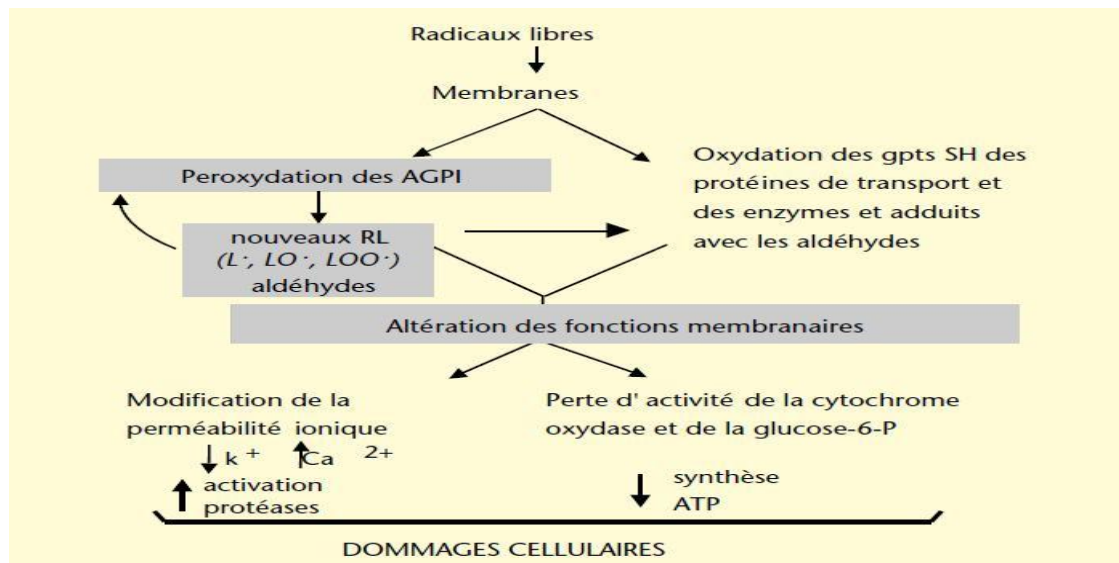 Radicaux libres
Membranes
Peroxydation des AGPI
Oxydation des gpts SH des
protéines de transport et
des enzymes et adduits
avec les aldéhydes
nouveaux RL
(L·, LO·, LOO·)
aldéhydes
Altération des fonctions membranaires
Modification de la
perméabilité ionique
k + Ca 2+
activation
protéases
Perte d' activité de la cytochrome
oxydase et de la glucose-6-P
synthèse
ATP
DOMMAGES CELLULAIRES